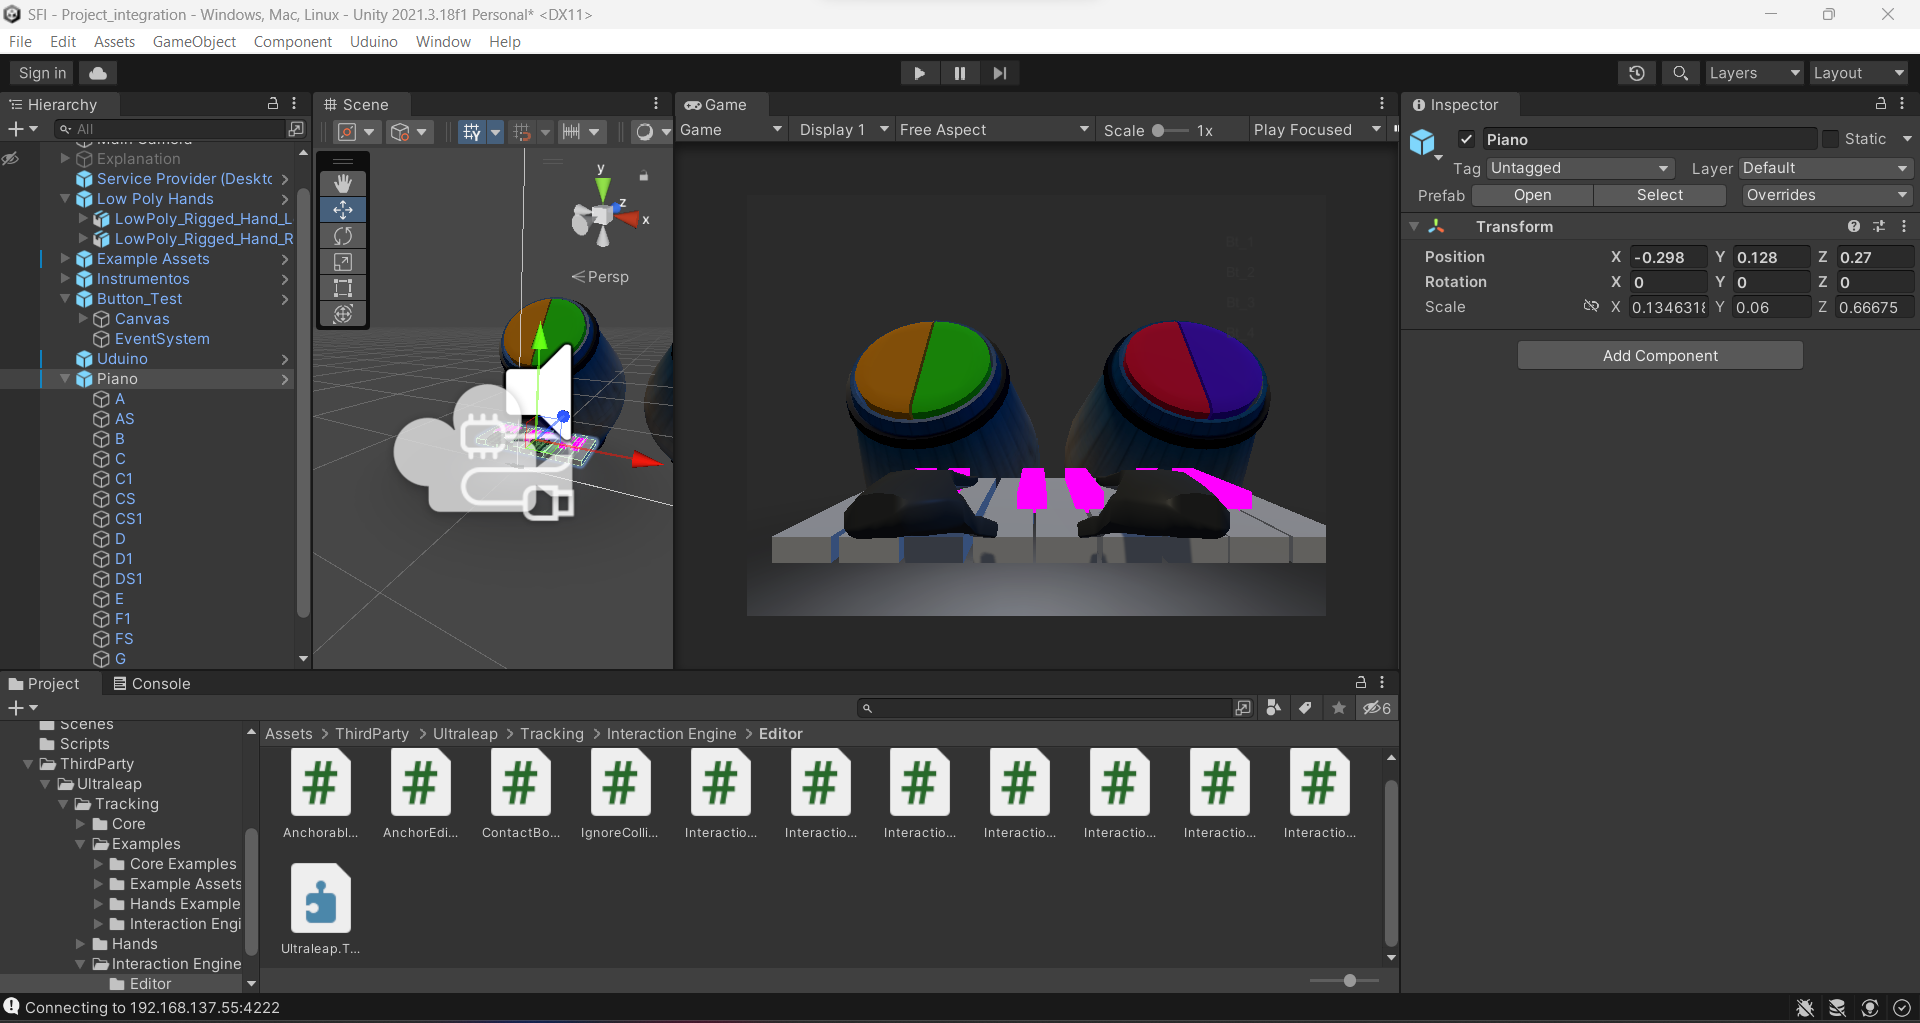 SFI - Project_integration - Windows, Mac, Linux - Unity 2021.3.18f1 Personal* <DX11>
File Edit Assets GameObject Component Uduino Window Help
Sign in
Layers
Layout
Hierarchy
All
Main Camera
Explanation
Service Provider (Deskto
Low Poly Hands
LowPoly_Rigged_Hand_L
LowPoly_Rigged_Hand_R
Example Assets
Instrumentos
Button_Test
Canvas
EventSystem
Uduino
Piano
A
AS
B
C
C1
CS
CS1
D
D1
DS1
E
F1
FS
G
Scene
y
z
x
Persp
Game
Game Display 1 Free Aspect Scale 1x Play Focused
Bt_1
Bt_2
Bt_3
Inspector
Piano
Static
Tag Untagged Layer Default
Prefab Open Select Overrides
Transform
Position X -0.298 Y 0.128 Z 0.27
Rotation X 0 Y 0 Z 0
Scale X 0.1346318 Y 0.06 Z 0.66675
Add Component
Project Console
6
Scenes
Scripts
ThirdParty
Ultraleap
Tracking
Core
Examples
Core Examples
Example Assets
Hands Example
Interaction Engi
Hands
Interaction Engine
Editor
Assets > ThirdParty > Ultraleap > Tracking > Interaction Engine > Editor
Anchorabl... AnchorEdi... ContactBo... IgnoreColli... Interactio... Interactio... Interactio... Interactio... Interactio... Interactio... Interactio...
Ultraleap.T...
Connecting to 192.168.137.55:4222